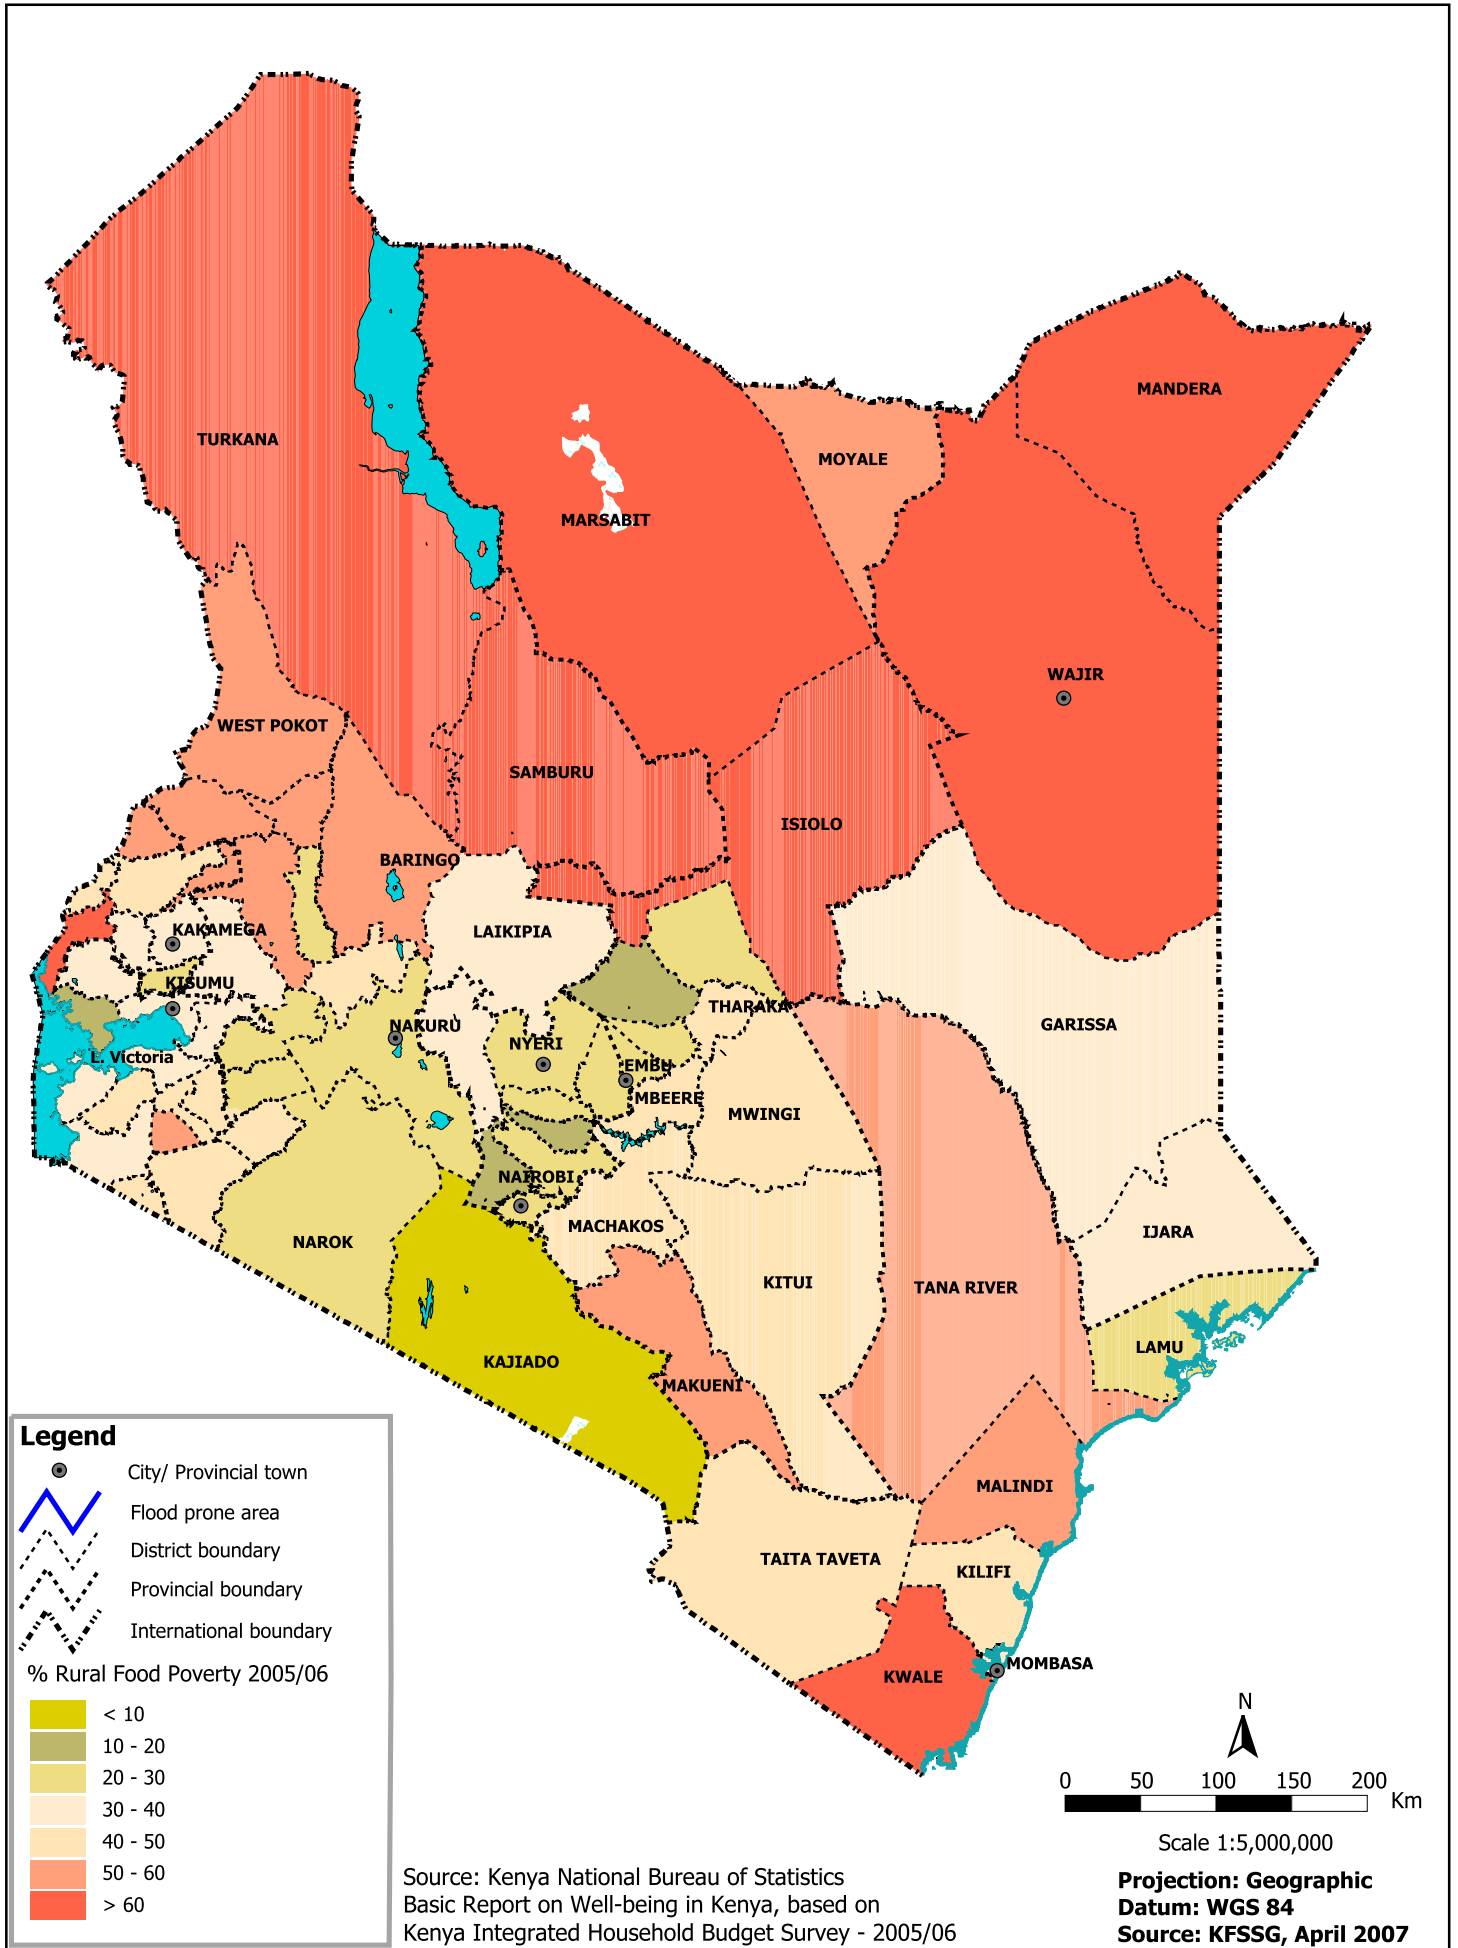 TURKANA
MANDERA
MOYALE
MARSABIT
WAJIR
WEST POKOT
SAMBURU
ISIOLO
BARINGO
KAKAMEGA
LAIKIPIA
KISUMU
THARAKA
GARISSA
NAKURU
NYERI
L. Victoria
EMBU
MBEERE
MWINGI
NAIROBI
MACHAKOS
IJARA
NAROK
KITUI
TANA RIVER
LAMU
KAJIADO
MAKUENI
MALINDI
TAITA TAVETA
KILIFI
MOMBASA
KWALE
Legend
City/ Provincial town
Flood prone area
District boundary
Provincial boundary
International boundary
% Rural Food Poverty 2005/06
< 10
10 - 20
20 - 30
30 - 40
40 - 50
50 - 60
> 60
N
0 50 100 150 200
Km
Scale 1:5,000,000
Source: Kenya National Bureau of Statistics
Basic Report on Well-being in Kenya, based on
Kenya Integrated Household Budget Survey - 2005/06
Projection: Geographic
Datum: WGS 84
Source: KFSSG, April 2007